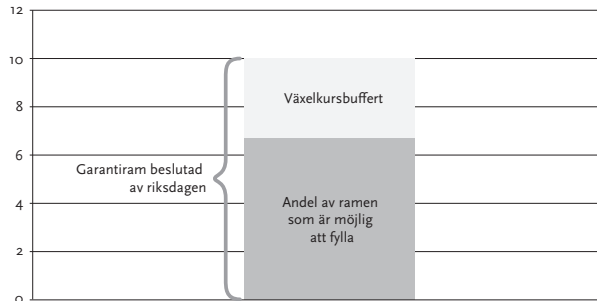 12
10
8
6
4
2
0
Växelkursbuffert
Garantiram beslutad
av riksdagen
Andel av ramen
som är möjlig
att fylla